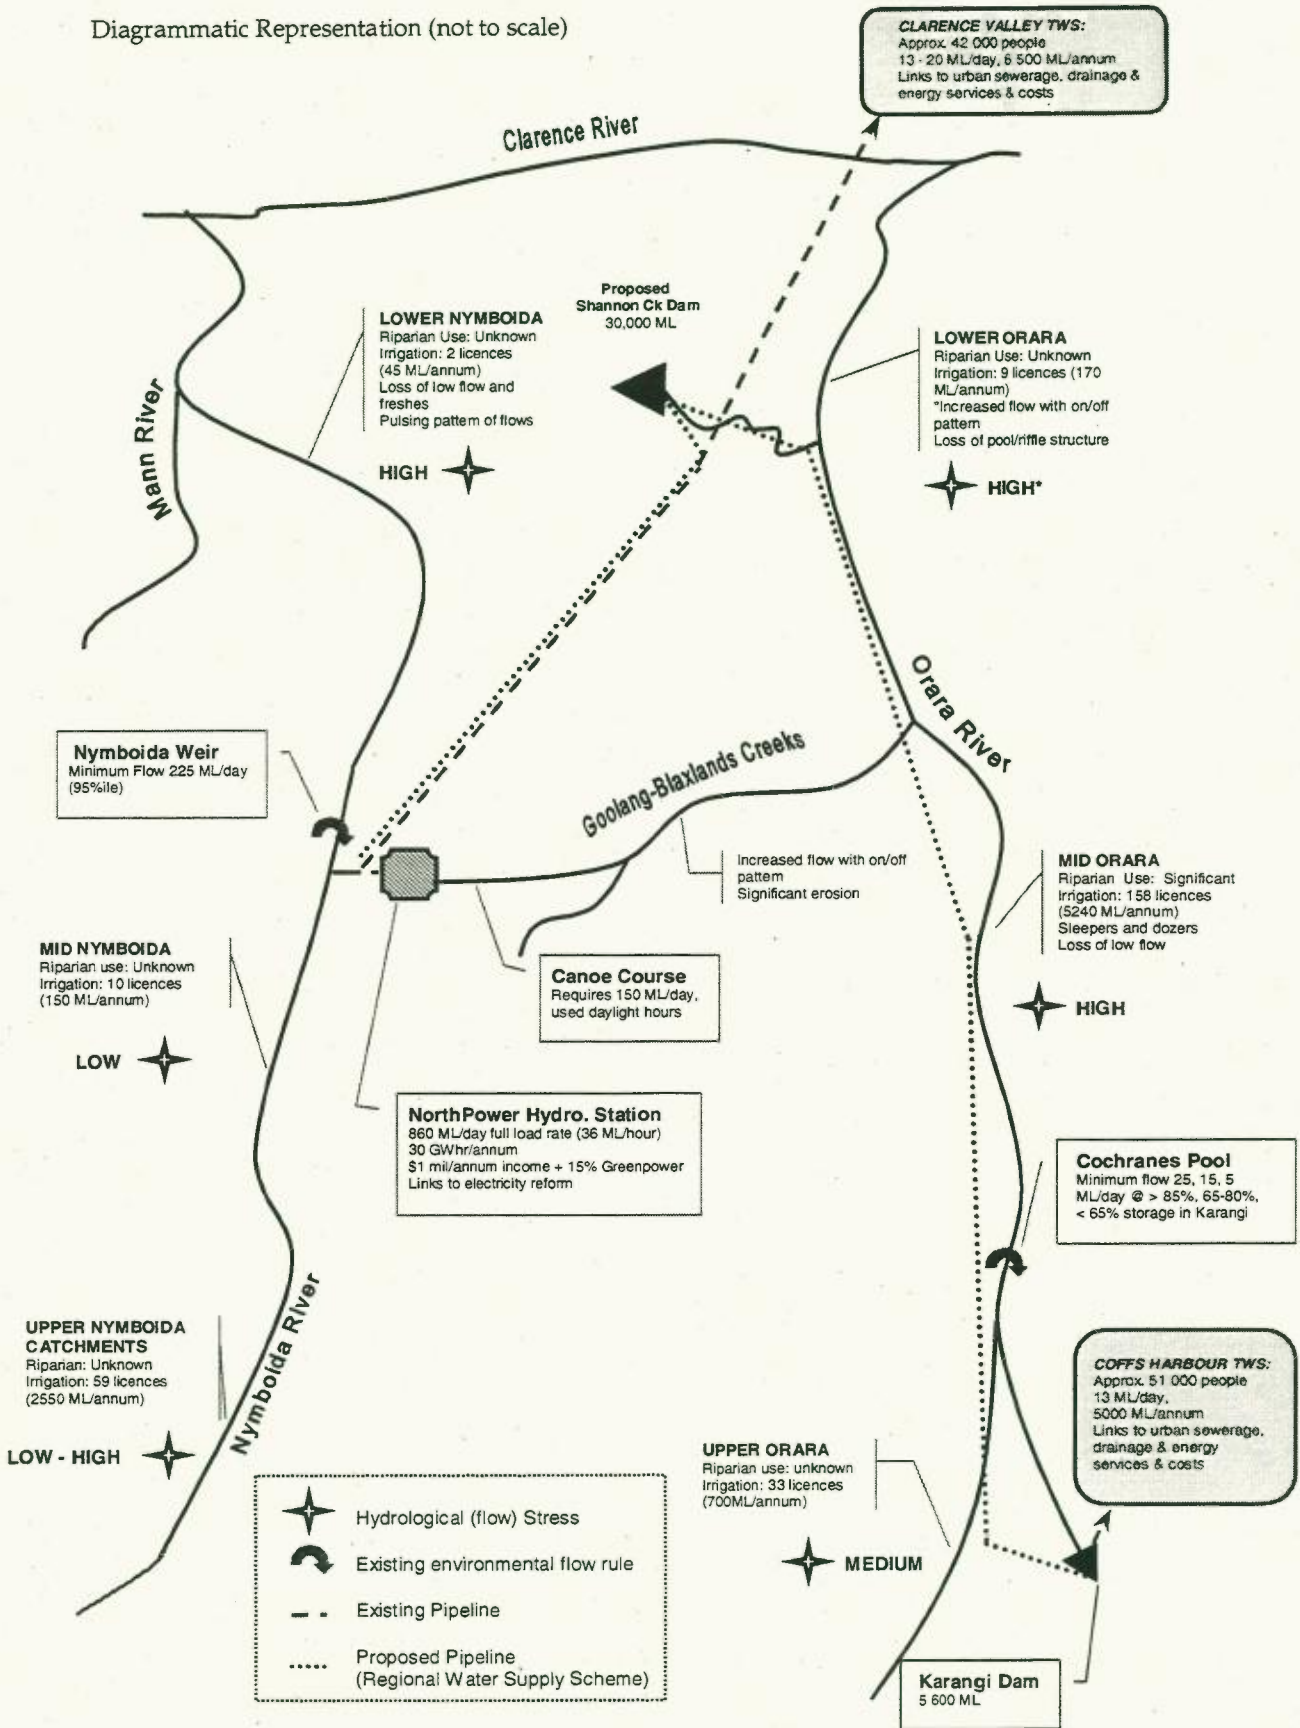 Diagrammatic Representation (not to scale)
CLARENCE VALLEY TWS:
Approx. 42 000 people
13 - 20 ML/day, 6 500 ML/annum
Links to urban sewerage, drainage &
energy services & costs
Clarence River
Proposed
Shannon Ck Dam
30,000 ML
LOWER NYMBOIDA
Riparian Use: Unknown
Irrigation: 2 licences
(45 ML/annum)
Loss of low flow and
freshes
Pulsing pattern of flows
HIGH
LOWER ORARA
Riparian Use: Unknown
Irrigation: 9 licences (170
ML/annum)
*Increased flow with on/off
pattern
Loss of pool/riffle structure
HIGH*
Mann River
Orara River
Nymboida Weir
Minimum Flow 225 ML/day
(95%ile)
Goolang-Blaxlands Creeks
Increased flow with on/off
pattern
Significant erosion
MID ORARA
Riparian Use: Significant
Irrigation: 158 licences
(5240 ML/annum)
Sleepers and dozers
Loss of low flow
HIGH
MID NYMBOIDA
Riparian use: Unknown
Irrigation: 10 licences
(150 ML/annum)
LOW
Canoe Course
Requires 150 ML/day,
used daylight hours
NorthPower Hydro. Station
860 ML/day full load rate (36 ML/hour)
30 GWhr/annum
$1 mil/annum income + 15% Greenpower
Links to electricity reform
Cochranes Pool
Minimum flow 25, 15, 5
ML/day @ > 85%, 65-80%,
< 65% storage in Karangi
Nymboida River
UPPER NYMBOIDA
CATCHMENTS
Riparian: Unknown
Irrigation: 59 licences
(2550 ML/annum)
LOW - HIGH
COFFS HARBOUR TWS:
Approx. 51 000 people
13 ML/day,
5000 ML/annum
Links to urban sewerage,
drainage & energy
services & costs
UPPER ORARA
Riparian use: unknown
Irrigation: 33 licences
(700ML/annum)
MEDIUM
Hydrological (flow) Stress
Existing environmental flow rule
Existing Pipeline
Proposed Pipeline
(Regional Water Supply Scheme)
Karangi Dam
5 600 ML